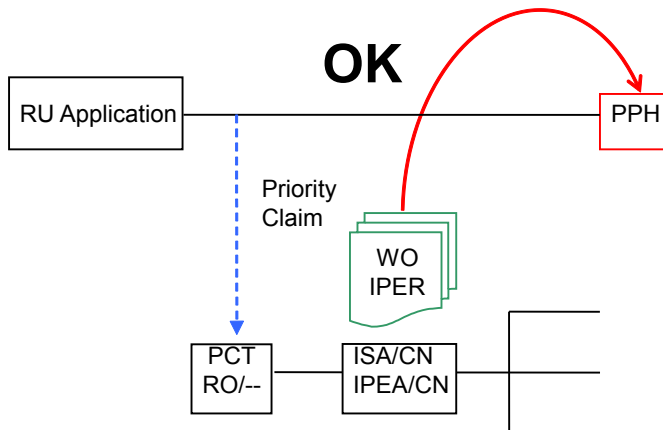 OK
RU Application
PPH
Priority
Claim
WO
IPER
PCT
RO/--
ISA/CN
IPEA/CN